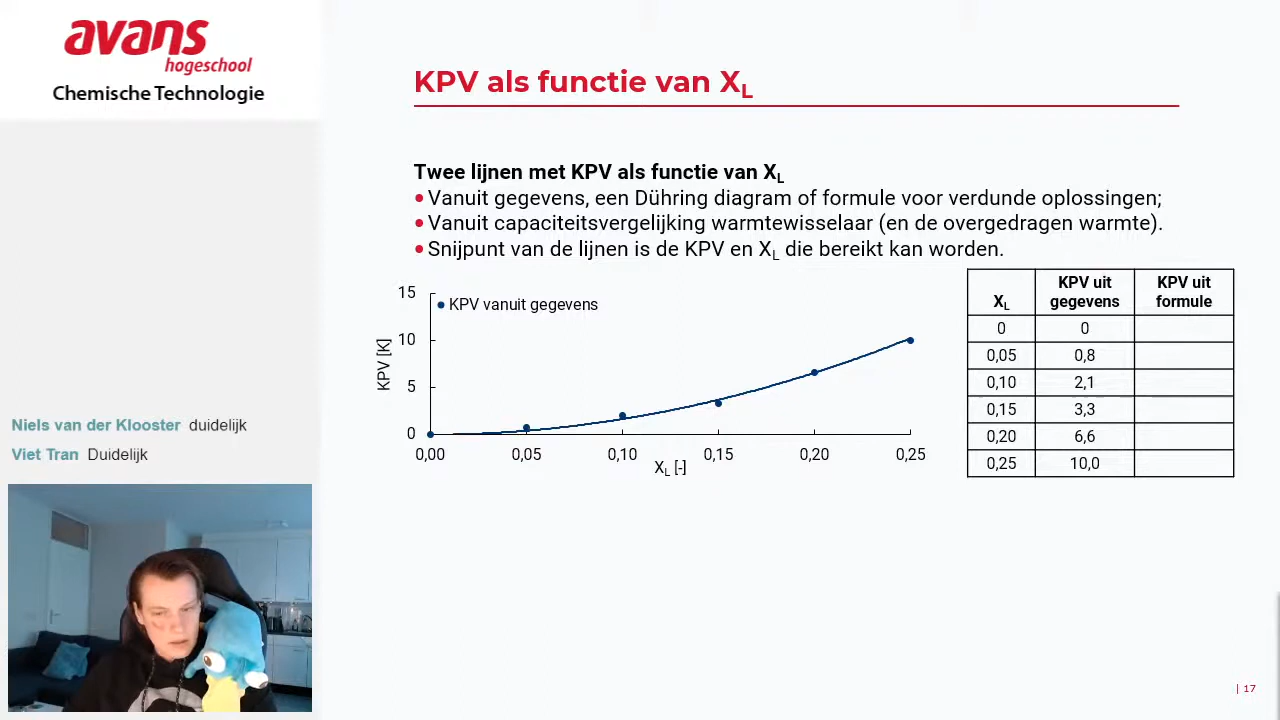 avans
hogeschool
Chemische Technologie
KPV als functie van XL
Twee lijnen met KPV als functie van XL
• Vanuit gegevens, een Dühring diagram of formule voor verdunde oplossingen;
• Vanuit capaciteitsvergelijking warmtewisselaar (en de overgedragen warmte).
• Snijpunt van de lijnen is de KPV en XL die bereikt kan worden.
15
10
5
0
KPV [K]
KPV vanuit gegevens
0,00 0,05 0,10 0,15 0,20 0,25
XL [-]
XL KPV uit gegevens KPV uit formule
0 0
0,05 0,8
0,10 2,1
0,15 3,3
0,20 6,6
0,25 10,0
Niels van der Klooster duidelijk
Viet Tran Duidelijk
| 17